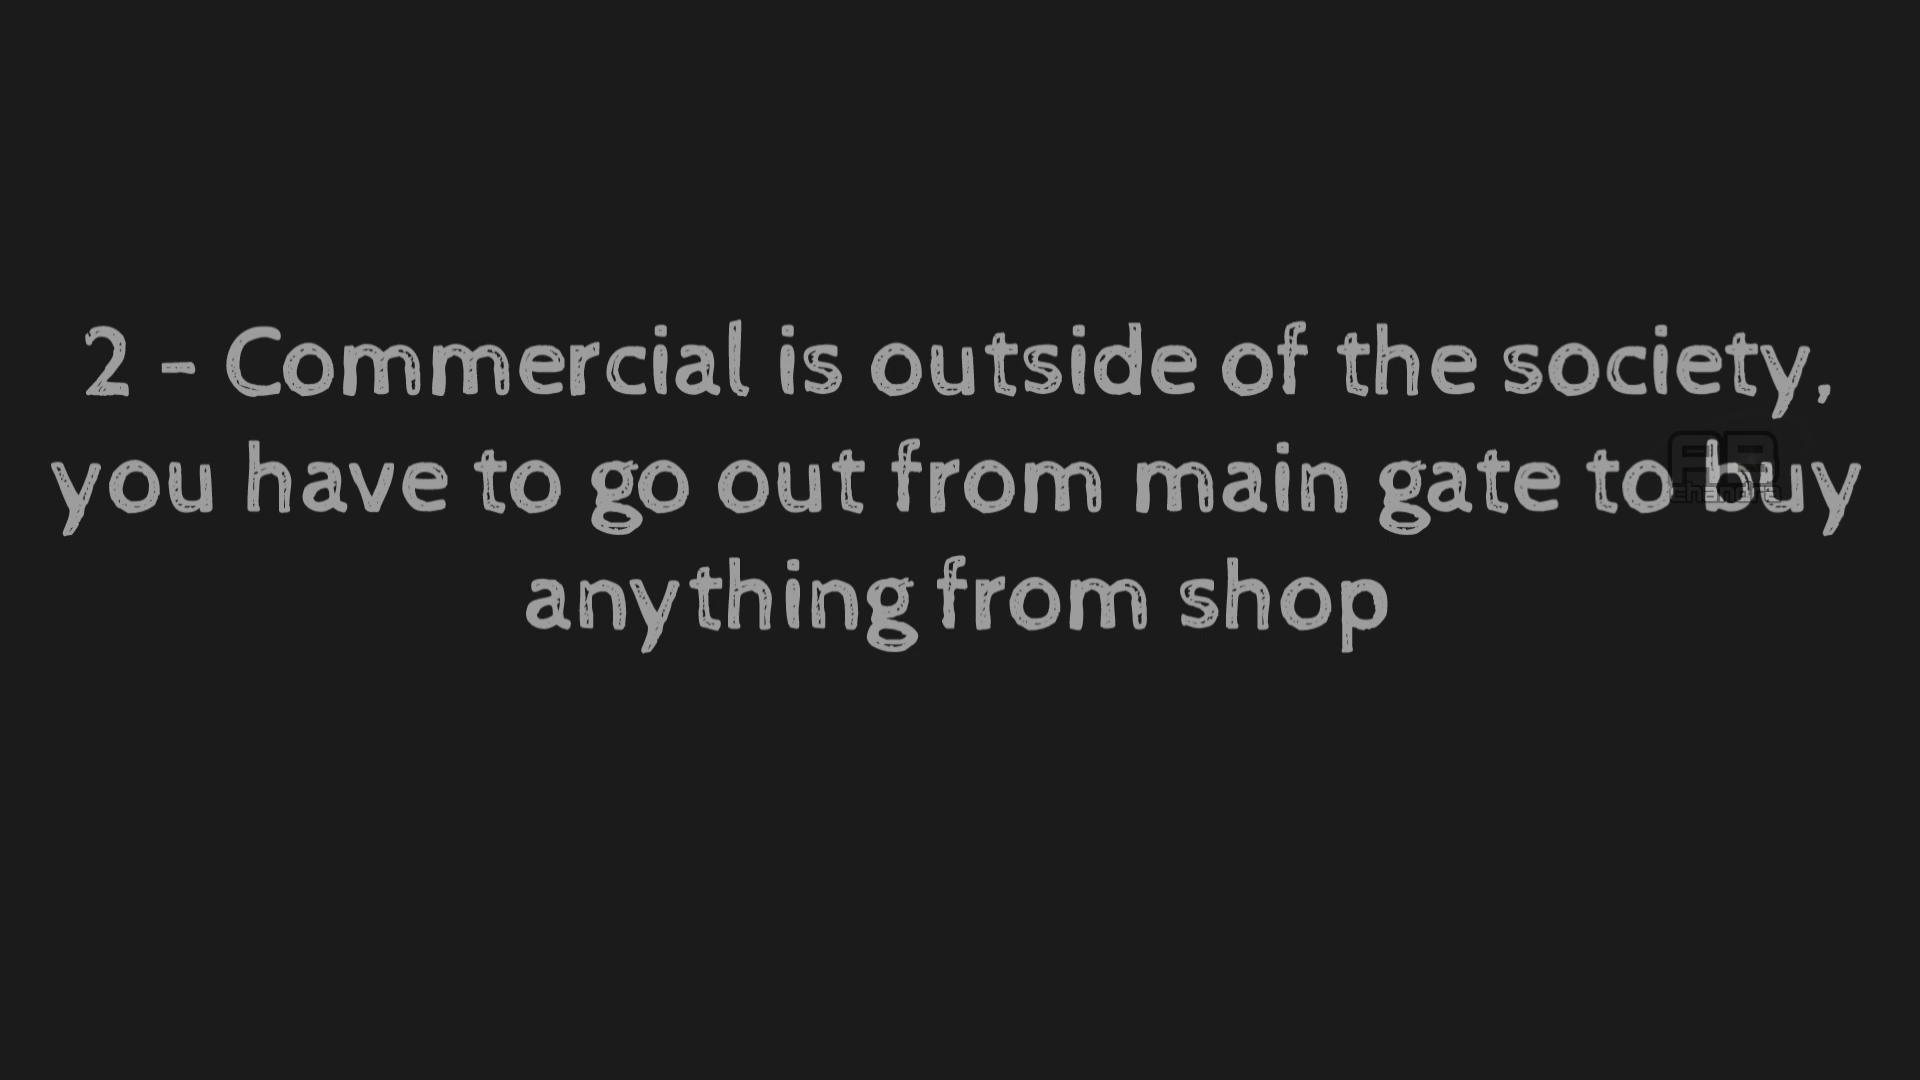 2 - Commercial is outside of the society,
you have to go out from main gate to buy
anything from shop